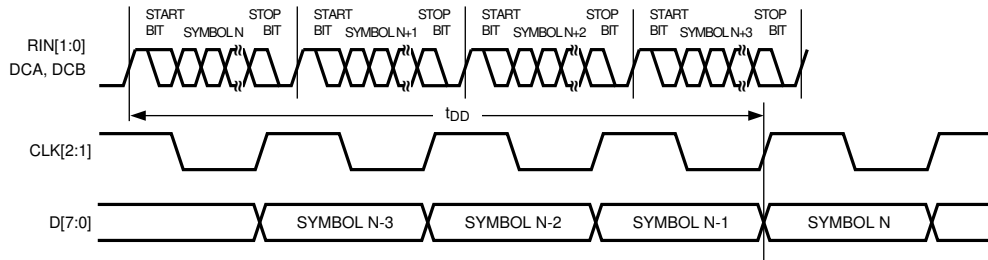 START STOP START STOP START STOP START STOP
BIT SYMBOL N BIT BIT SYMBOL N+1 BIT BIT SYMBOL N+2 BIT BIT SYMBOL N+3 BIT
RIN[1:0]
DCA, DCB
tDD
CLK[2:1]
D[7:0] SYMBOL N-3 SYMBOL N-2 SYMBOL N-1 SYMBOL N